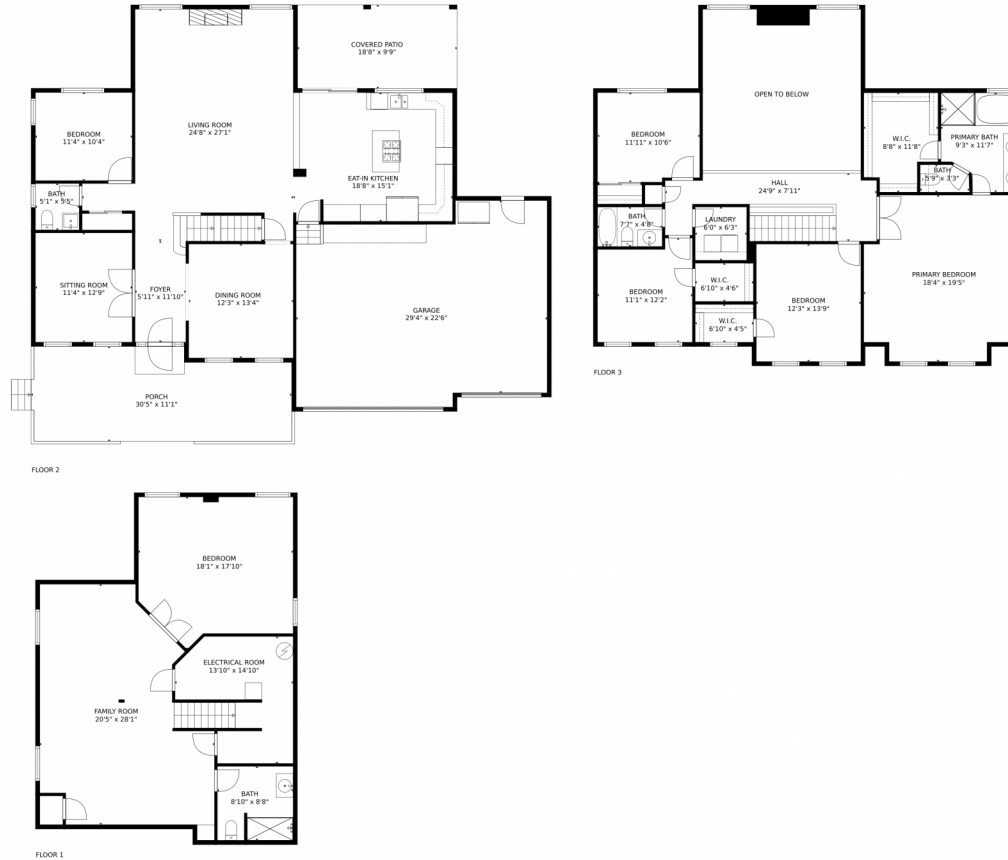 COVERED PATIO
18'8" x 9'9"
LIVING ROOM
24'8" x 27'1"
BEDROOM
11'4" x 10'4"
EAT-IN KITCHEN
18'8" x 15'1"
BATH
5'1" x 5'5"
SITTING ROOM
11'4" x 12'9"
FOYER
5'11" x 11'10"
DINING ROOM
12'3" x 13'4"
GARAGE
29'4" x 22'6"
PORCH
30'5" x 11'1"
FLOOR 2
OPEN TO BELOW
BEDROOM
11'11" x 10'6"
W.I.C.
8'8" x 11'8"
PRIMARY BATH
9'3" x 11'7"
BATH
5'9" x 3'3"
HALL
24'9" x 7'11"
BATH
7'7" x 4'8"
LAUNDRY
6'0" x 6'3"
PRIMARY BEDROOM
18'4" x 19'5"
W.I.C.
6'10" x 4'6"
BEDROOM
11'1" x 12'2"
BEDROOM
12'3" x 13'9"
W.I.C.
6'10" x 4'5"
FLOOR 3
BEDROOM
18'1" x 17'10"
ELECTRICAL ROOM
13'10" x 14'10"
FAMILY ROOM
20'5" x 28'1"
BATH
8'10" x 8'8"
FLOOR 1